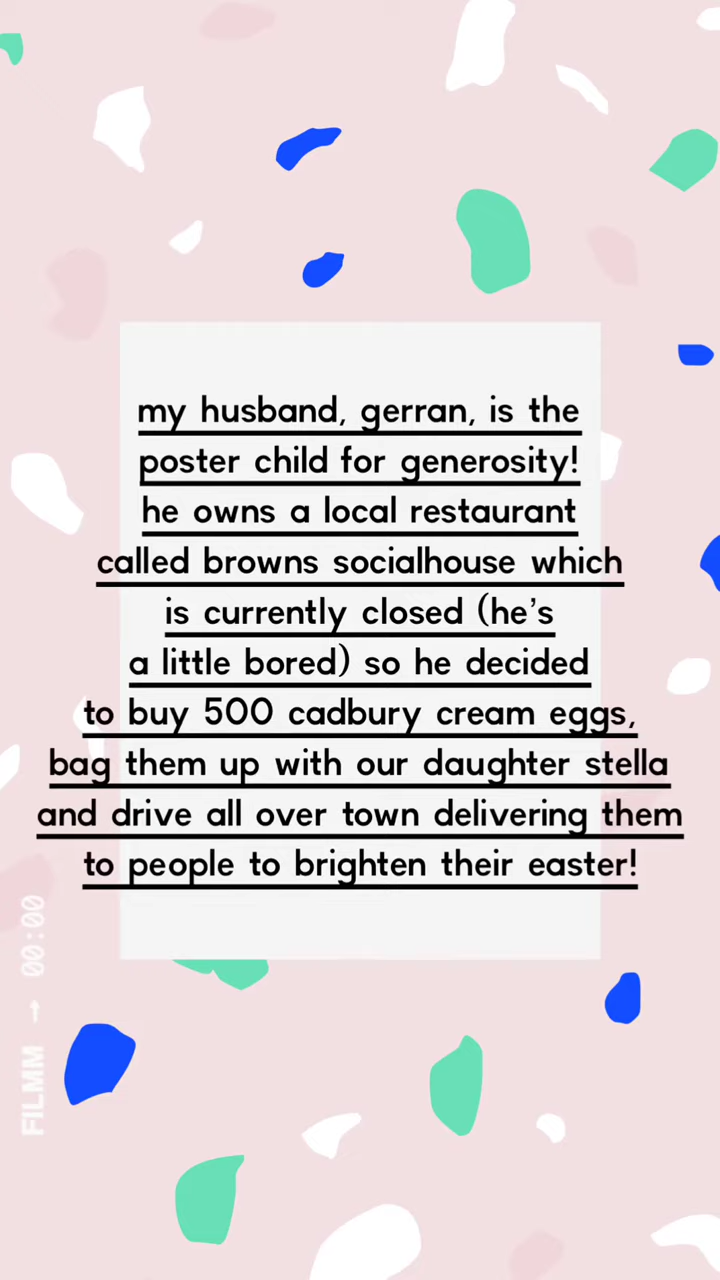 my husband, gerran, is the
poster child for generosity!
he owns a local restaurant
called browns socialhouse which
is currently closed (he's
a little bored) so he decided
to buy 500 cadbury cream eggs,
bag them up with our daughter stella
and drive all over town delivering them
to people to brighten their easter!
FILMM → 00:00